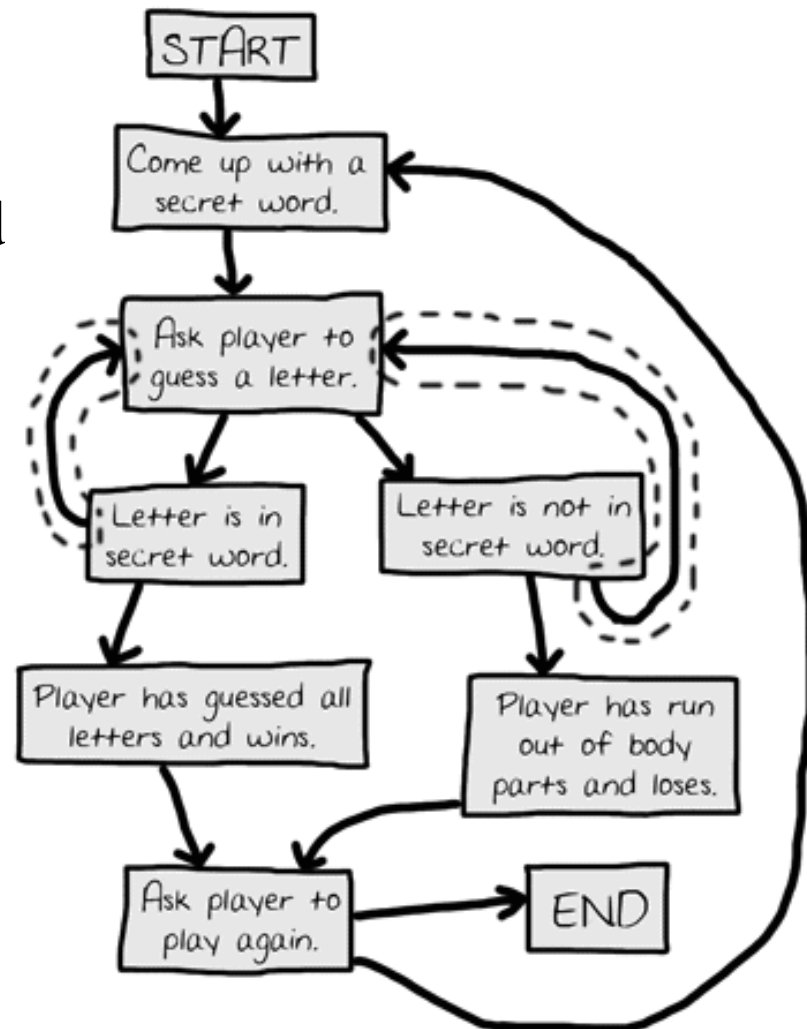 START
Come up with a
secret word.
Ask player to
guess a letter.
Letter is in
secret word.
Letter is not in
secret word.
Player has guessed all
letters and wins.
Player has run
out of body
parts and loses.
Ask player to
play again.
END